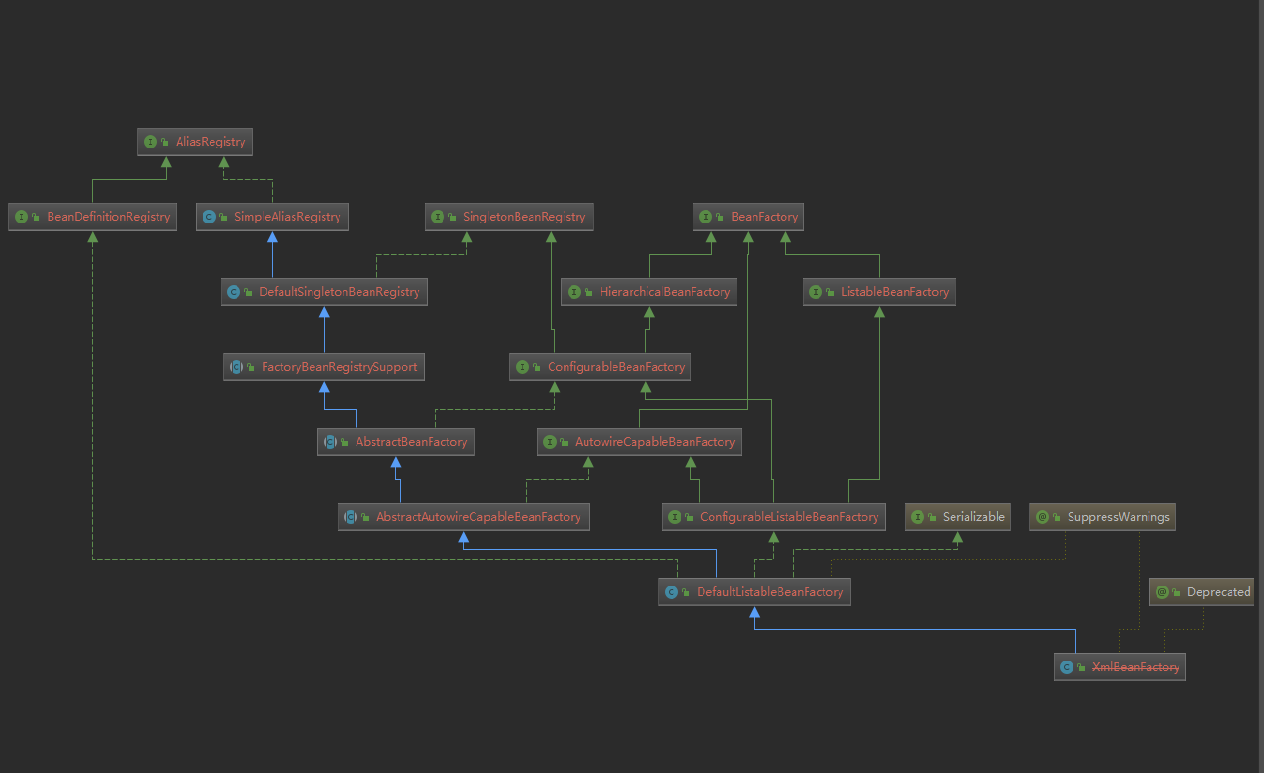 AliasRegistry
BeanDefinitionRegistry
SimpleAliasRegistry
SingletonBeanRegistry
BeanFactory
DefaultSingletonBeanRegistry
HierarchicalBeanFactory
ListableBeanFactory
FactoryBeanRegistrySupport
ConfigurableBeanFactory
AbstractBeanFactory
AutowireCapableBeanFactory
AbstractAutowireCapableBeanFactory
ConfigurableListableBeanFactory
Serializable
SuppressWarnings
DefaultListableBeanFactory
Deprecated
XmlBeanFactory